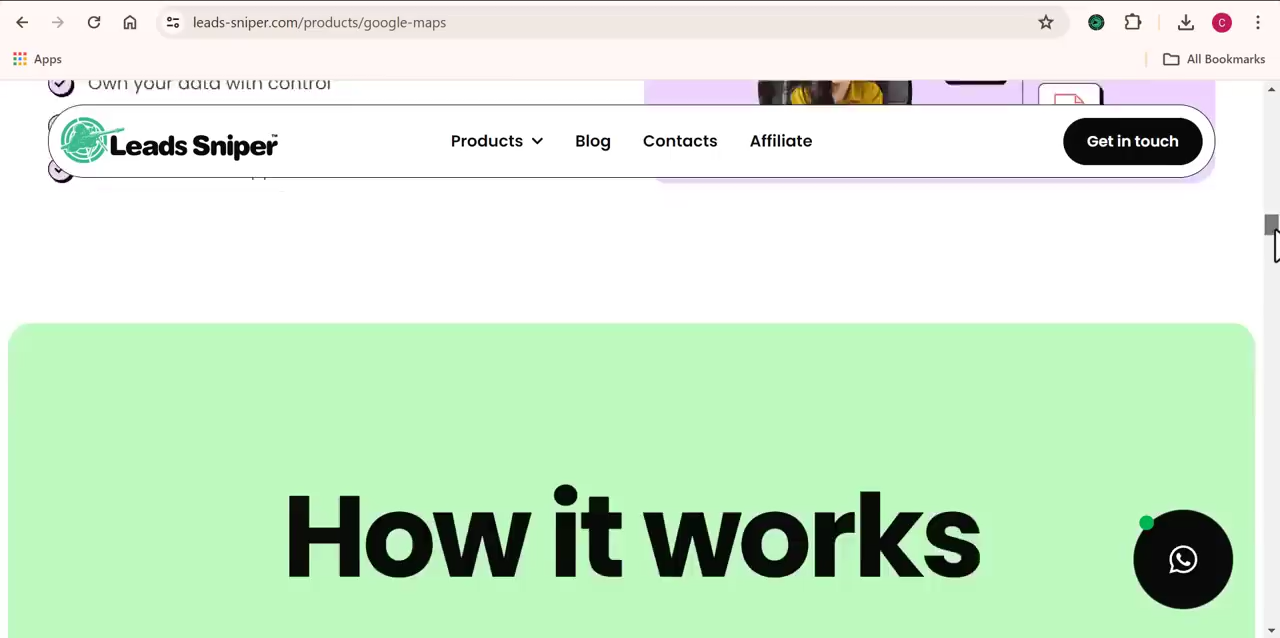 leads-sniper.com/products/google-maps
C
Apps
All Bookmarks
Own your data with control
Leads Sniper™
Products
Blog
Contacts
Affiliate
Get in touch
How it works